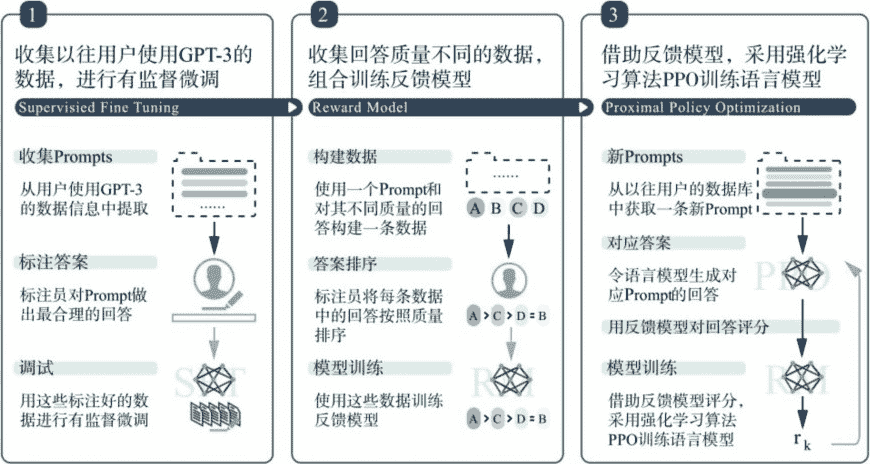 1
收集以往用户使用GPT-3的
数据，进行有监督微调
Supervisied Fine Tuning
收集Prompts
从用户使用GPT-3
的数据信息中提取
......
标注答案
标注员对Prompt做
出最合理的回答
调试
SFT
用这些标注好的数
据进行有监督微调
2
收集回答质量不同的数据，
组合训练反馈模型
Reward Model
构建数据
......
使用一个Prompt和
对其不同质量的回
答构建一条数据
A B C D
答案排序
标注员将每条数据
中的回答按照质量
排序
A > C > D = B
模型训练
RM
使用这些数据训练
反馈模型
A > C > D = B
3
借助反馈模型，采用强化学
习算法PPO训练语言模型
Proximal Policy Optimization
新Prompts
从以往用户的数据库
中获取一条新Prompt
对应答案
PPO
令语言模型生成对
应Prompt的回答
用反馈模型对回答评分
模型训练
RM
借助反馈模型评分，
采用强化学习算法
PPO训练语言模型
rk